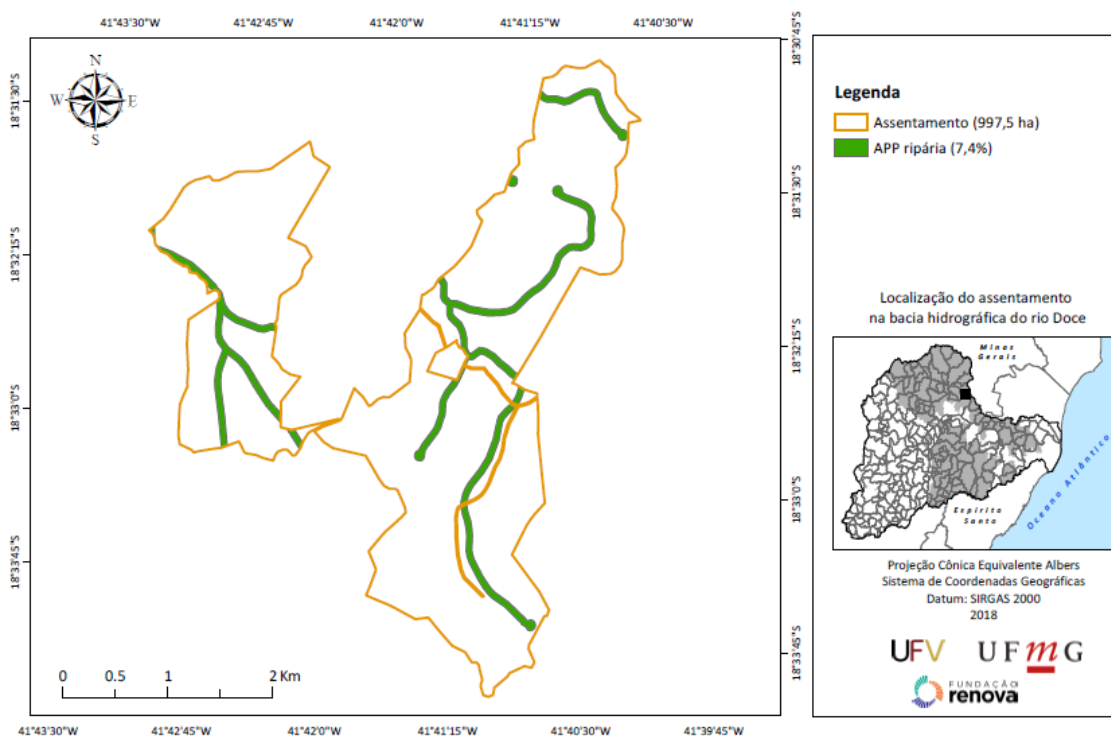 41°43'30"W 41°42'45"W 41°42'0"W 41°41'15"W 41°40'30"W
18°31'30"S
18°32'15"S
18°33'0"S
18°33'45"S
N
W E
S
0 0.5 1 2 Km
18°30'45"S
18°31'30"S
18°32'15"S
18°33'0"S
18°33'45"S
41°43'30"W 41°42'45"W 41°42'0"W 41°41'15"W 41°40'30"W 41°39'45"W
Legenda
Assentamento (997,5 ha)
APP ripária (7,4%)
Localização do assentamento
na bacia hidrográfica do rio Doce
Minas
Gerais
Espírito
Santo
Oceano Atlântico
Projeção Cônica Equivalente Albers
Sistema de Coordenadas Geográficas
Datum: SIRGAS 2000
2018
UFV UFmG
FUNDAÇÃO
renova